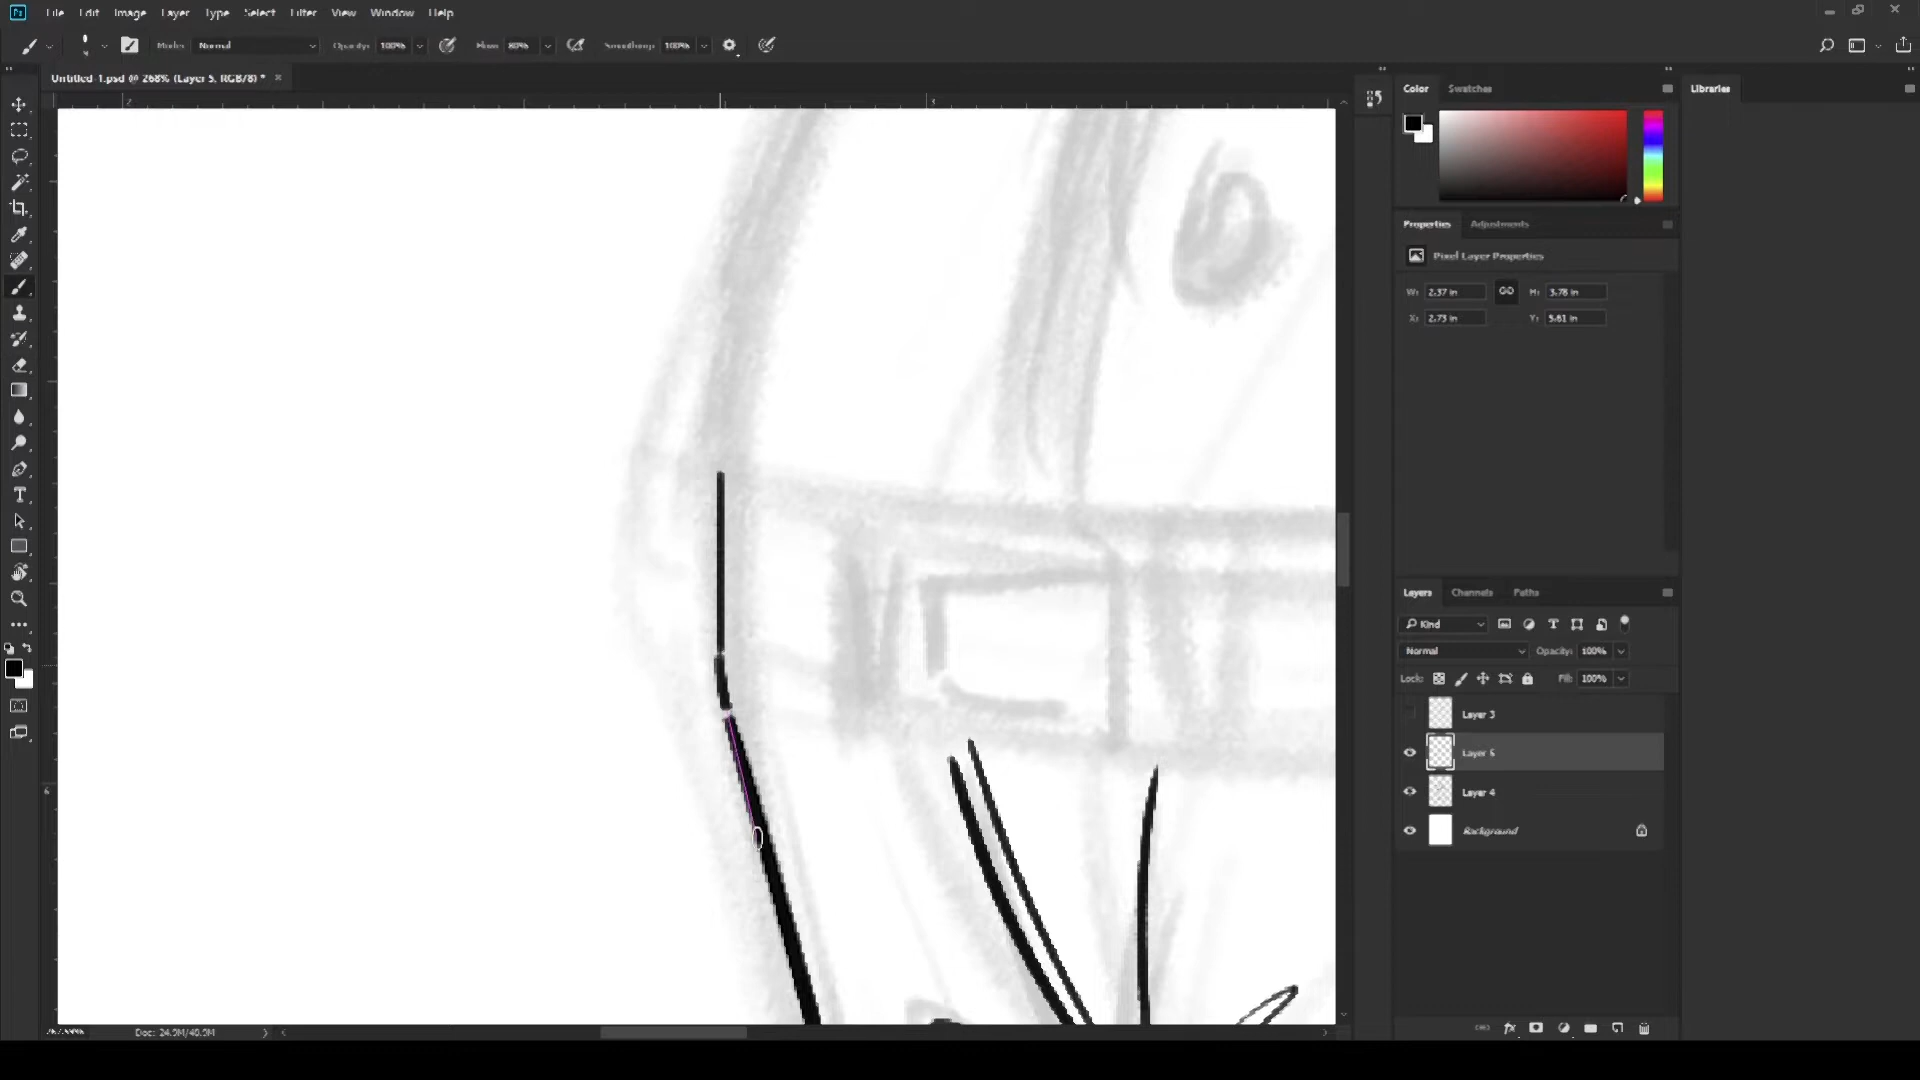 Ps File Edit Image Layer Type Select Filter View Window Help
Mode: Normal Opacity: 100% Flow: 80% Smoothing: 100%
Untitled-1.psd @ 268% (Layer 5, RGB/8) *
Color Swatches
Libraries
Properties Adjustments
Pixel Layer Properties
W: 2.37 in H: 3.78 in
X: 2.73 in Y: 5.61 in
Layers Channels Paths
Kind
Normal Opacity: 100%
Lock: Fill: 100%
Layer 3
Layer 5
Layer 4
Background
Doc: 24.9M/40.9M